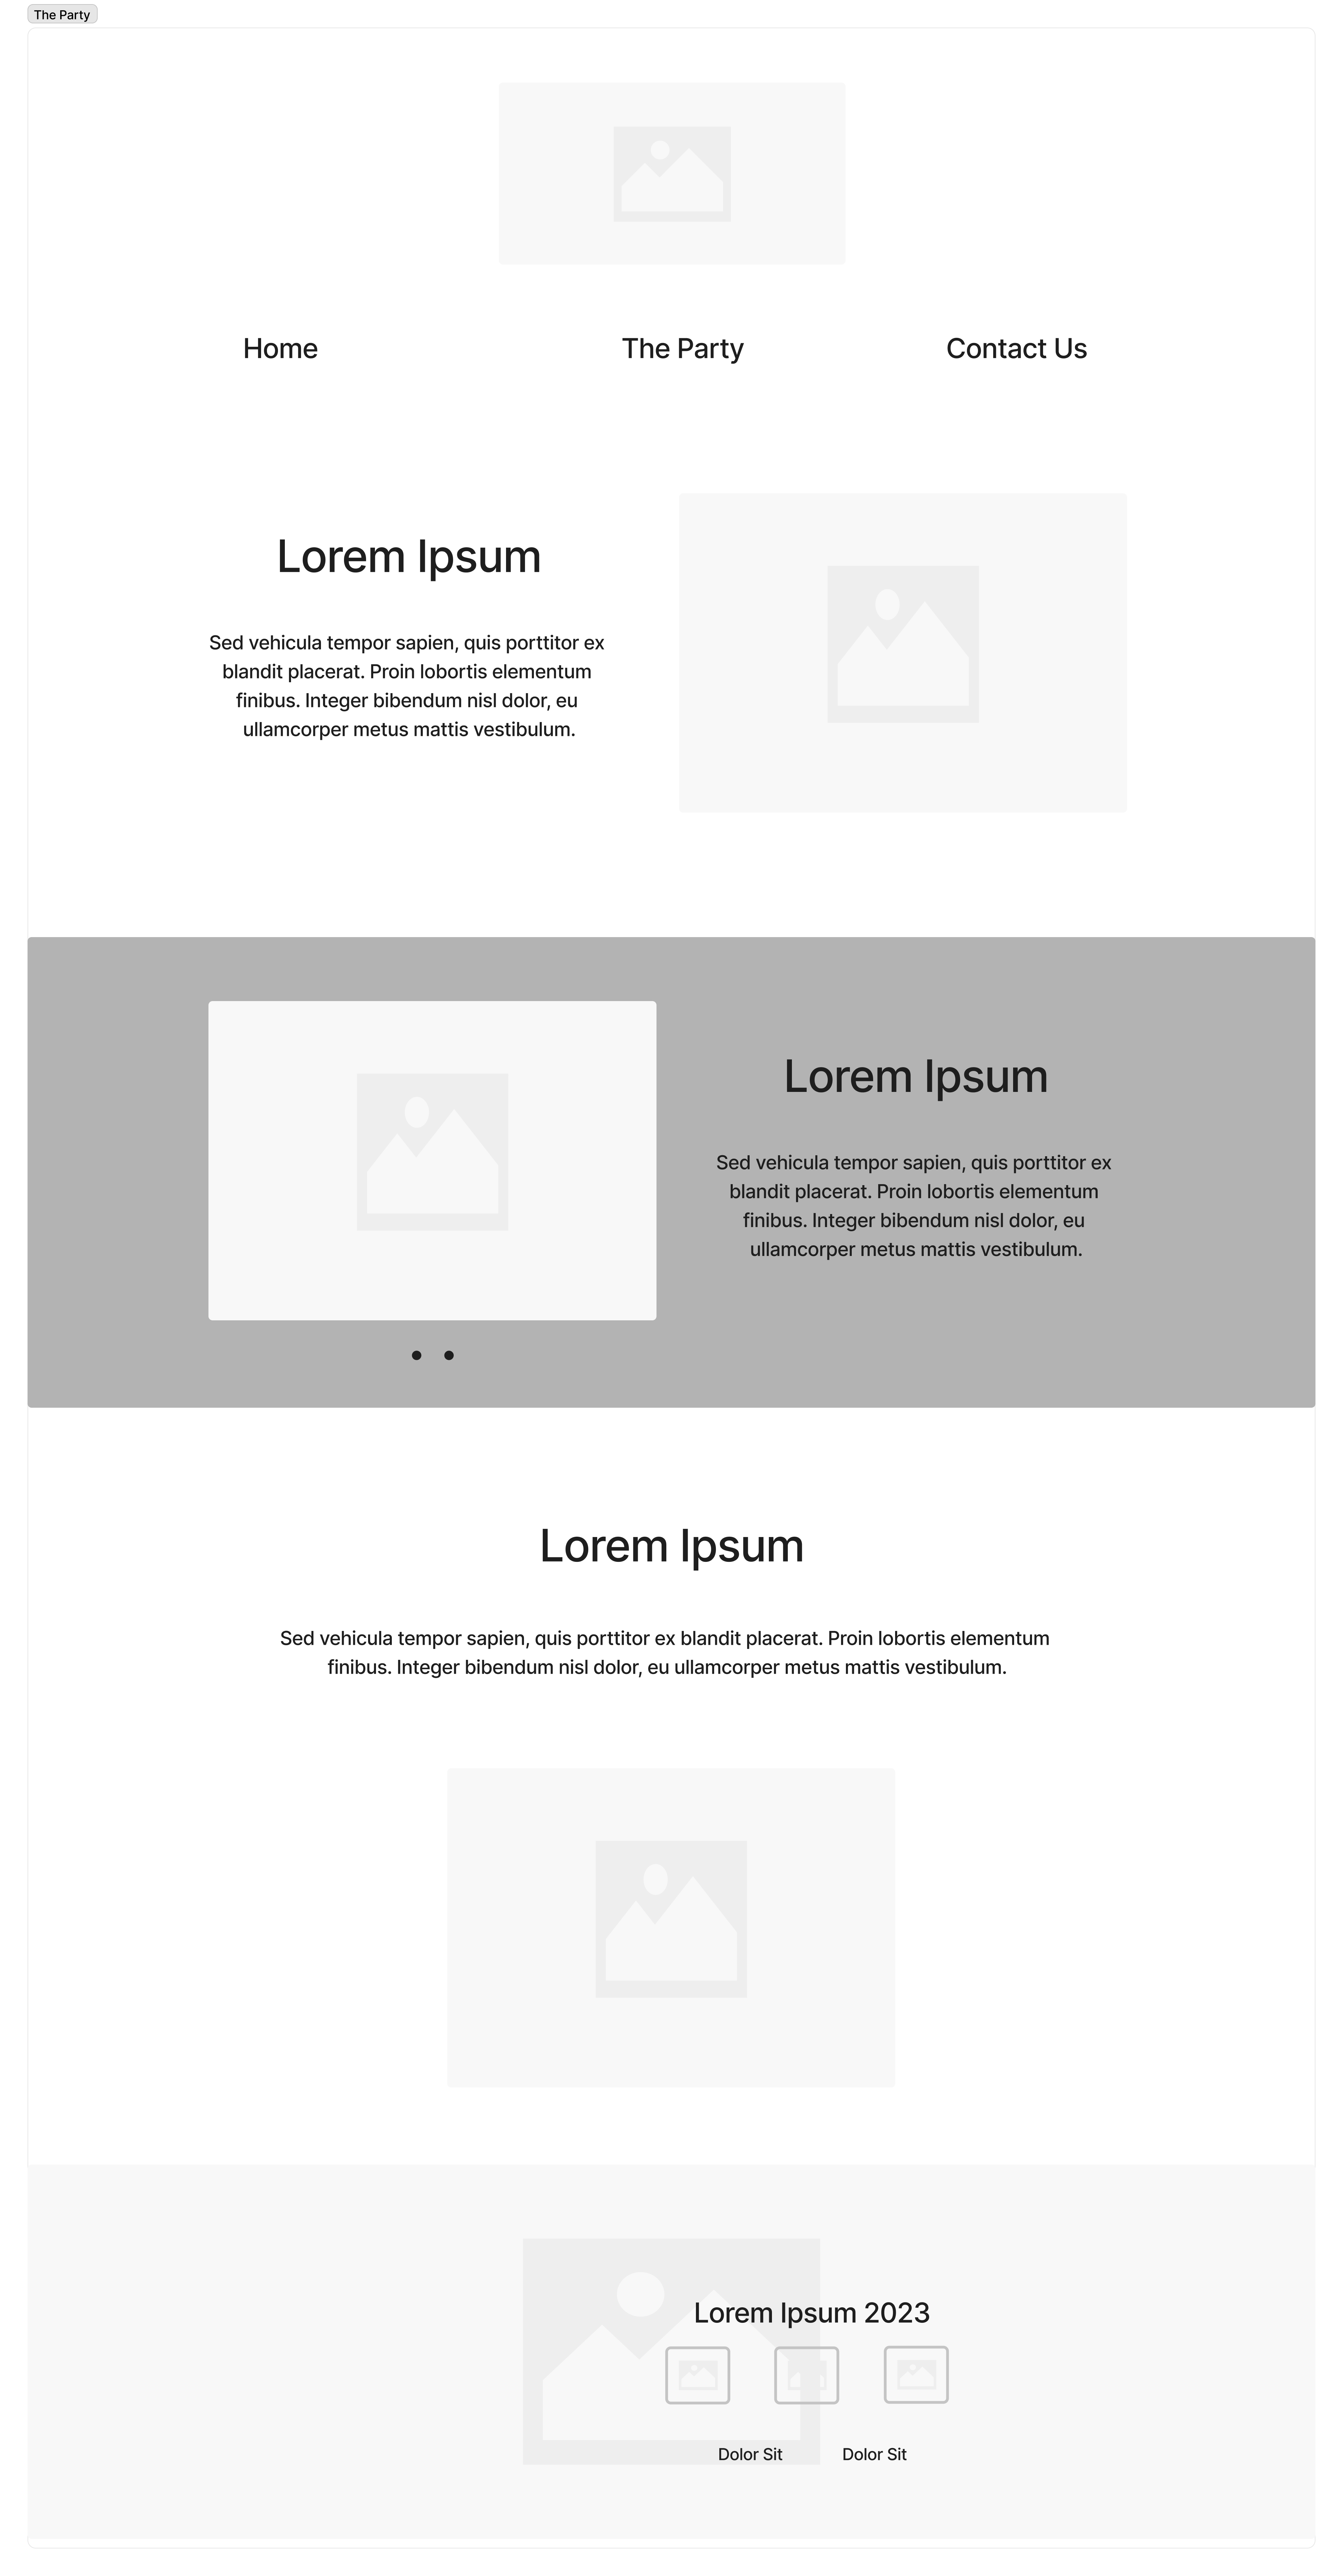 The Party
Home
The Party
Contact Us
Lorem Ipsum
Sed vehicula tempor sapien, quis porttitor ex
blandit placerat. Proin lobortis elementum
finibus. Integer bibendum nisl dolor, eu
ullamcorper metus mattis vestibulum.
Lorem Ipsum
Sed vehicula tempor sapien, quis porttitor ex
blandit placerat. Proin lobortis elementum
finibus. Integer bibendum nisl dolor, eu
ullamcorper metus mattis vestibulum.
Lorem Ipsum
Sed vehicula tempor sapien, quis porttitor ex blandit placerat. Proin lobortis elementum
finibus. Integer bibendum nisl dolor, eu ullamcorper metus mattis vestibulum.
Lorem Ipsum 2023
Dolor Sit
Dolor Sit